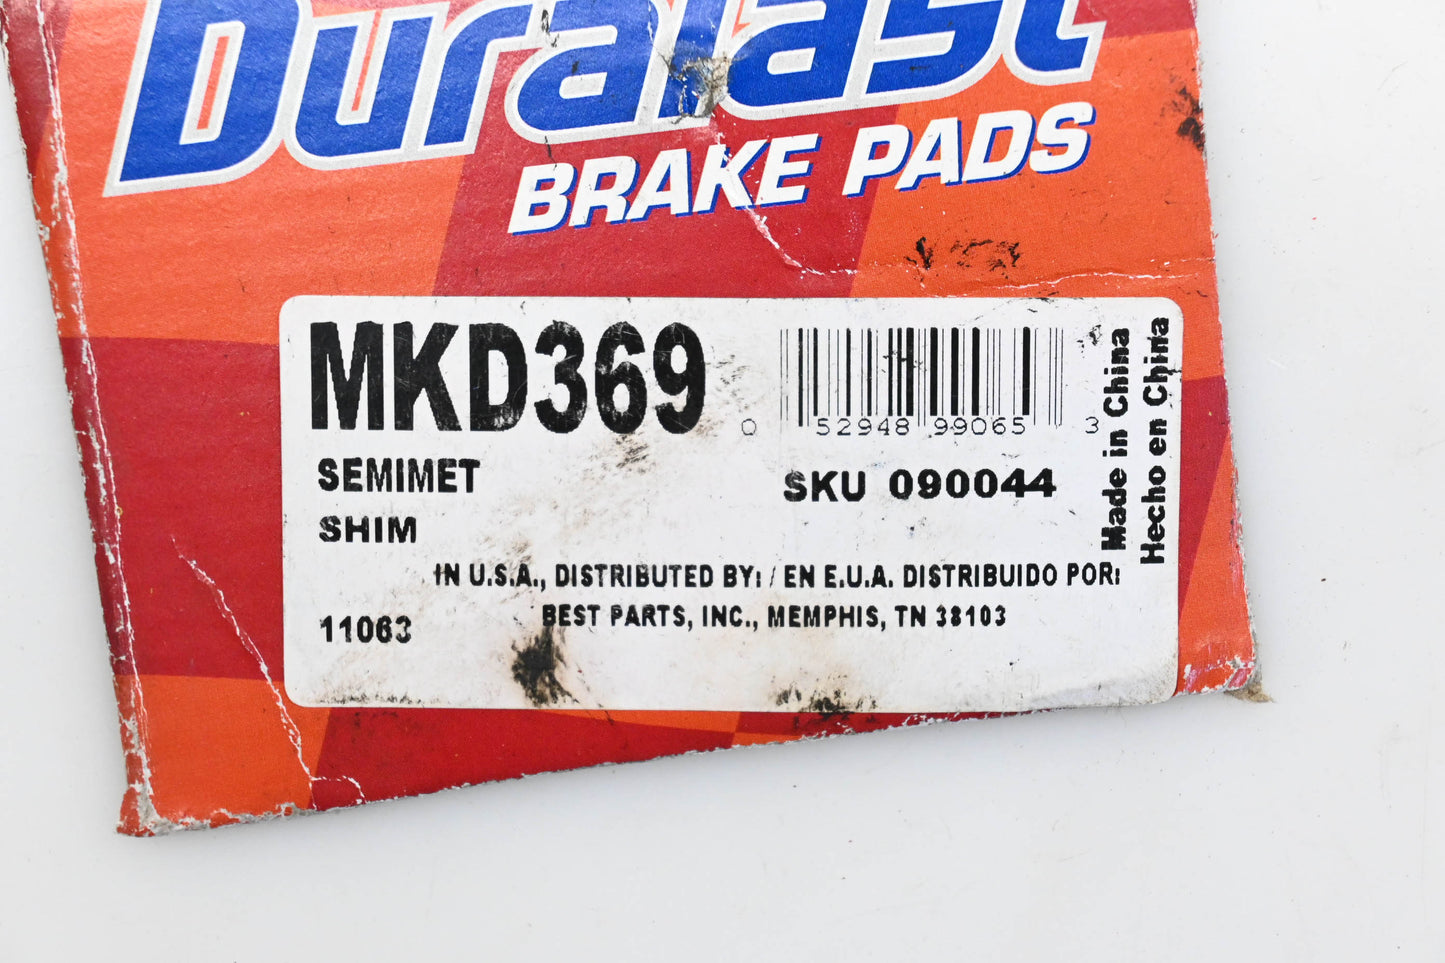 Duralast
BRAKE PADS
MKD369
0 52948 99065 3
SEMIMET
SKU 090044
SHIM
IN U.S.A., DISTRIBUTED BY: / EN E.U.A. DISTRIBUIDO POR:
BEST PARTS, INC., MEMPHIS, TN 38103
11063
Made in China
Hecho en China